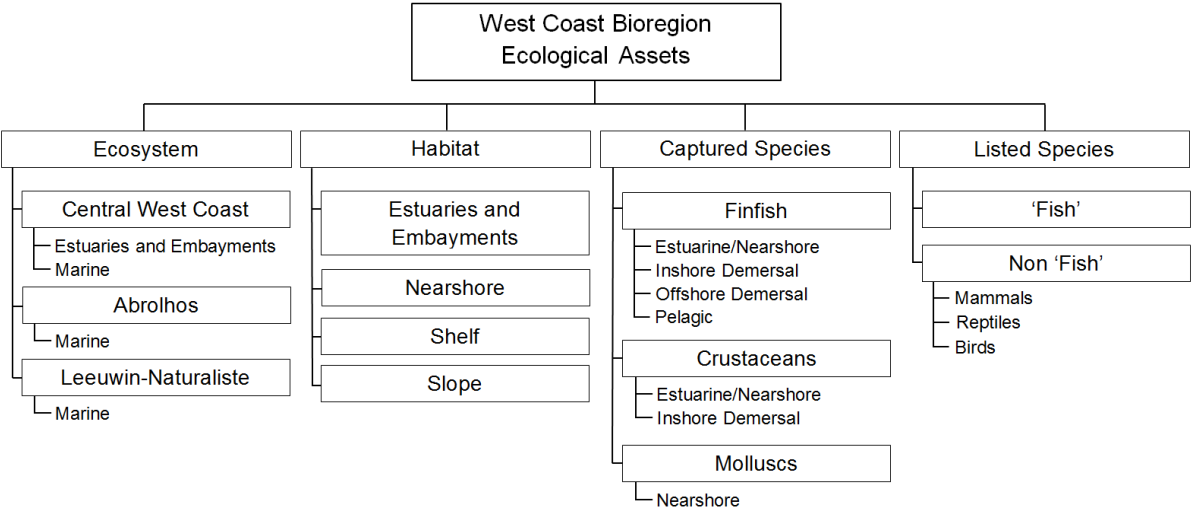 West Coast Bioregion
Ecological Assets
Ecosystem
Central West Coast
Estuaries and Embayments
Marine
Abrolhos
Marine
Leeuwin-Naturaliste
Marine
Habitat
Estuaries and
Embayments
Nearshore
Shelf
Slope
Captured Species
Finfish
Estuarine/Nearshore
Inshore Demersal
Offshore Demersal
Pelagic
Crustaceans
Estuarine/Nearshore
Inshore Demersal
Molluscs
Nearshore
Listed Species
‘Fish’
Non ‘Fish’
Mammals
Reptiles
Birds